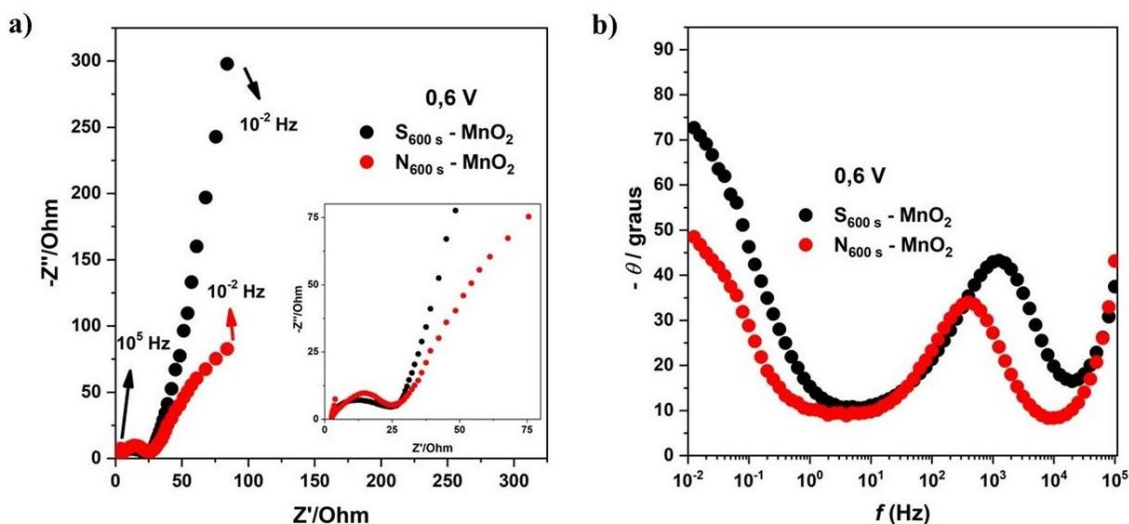 a)
-Z''/Ohm
300
250
200
150
100
50
0
0 50 100 150 200 250 300
Z'/Ohm
0,6 V
S600 s - MnO2
N600 s - MnO2
10-2 Hz
10-2 Hz
105 Hz
-Z''/Ohm
75
50
25
0
0 25 50 75
Z'/Ohm
b)
- θ / graus
90
80
70
60
50
40
30
20
10
0
10-2 10-1 100 101 102 103 104 105
f (Hz)
0,6 V
S600 s - MnO2
N600 s - MnO2